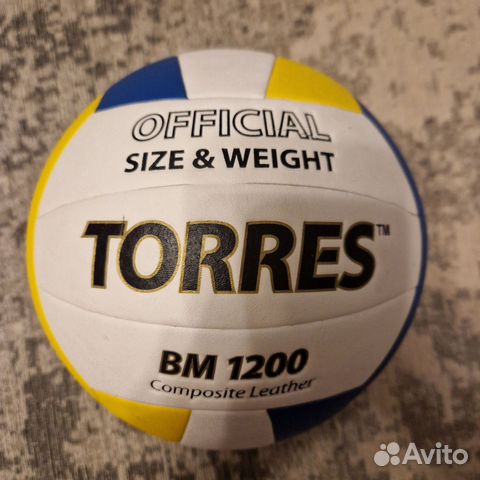 OFFICIAL
SIZE & WEIGHT
TORRES™
BM 1200
Composite Leather
Avito